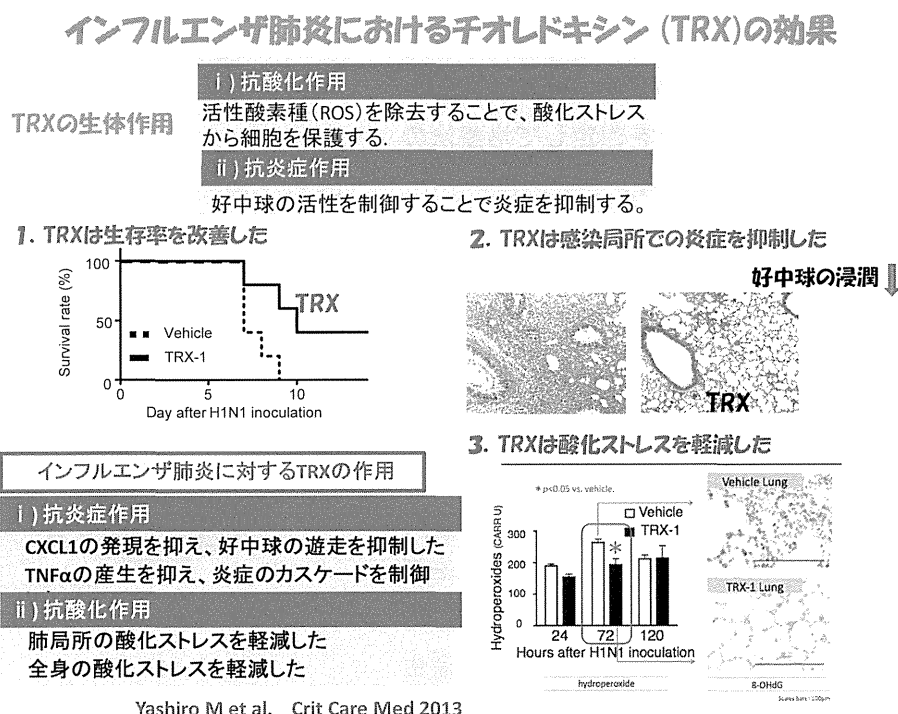 インフルエンザ肺炎におけるチオレドキシン (TRX)の効果
TRXの生体作用
ⅰ) 抗酸化作用
活性酸素種(ROS)を除去することで、酸化ストレス
から細胞を保護する.
ⅱ) 抗炎症作用
好中球の活性を制御することで炎症を抑制する。
1. TRXは生存率を改善した
Survival rate (%)
100
50
0
TRX
Vehicle
TRX-1
0 5 10
Day after H1N1 inoculation
2. TRXは感染局所での炎症を抑制した
好中球の浸潤
TRX
インフルエンザ肺炎に対するTRXの作用
ⅰ) 抗炎症作用
CXCL1の発現を抑え、好中球の遊走を抑制した
TNFαの産生を抑え、炎症のカスケードを制御
ⅱ) 抗酸化作用
肺局所の酸化ストレスを軽減した
全身の酸化ストレスを軽減した
3. TRXは酸化ストレスを軽減した
* p<0.05 vs. vehicle.
Vehicle
TRX-1
Hydroperoxides (CARR U)
300
200
100
0
*
24 72 120
Hours after H1N1 inoculation
hydroperoxide
Vehicle Lung
TRX-1 Lung
8-OHdG
Scares bars : 100μm
Yashiro M et al. Crit Care Med 2013